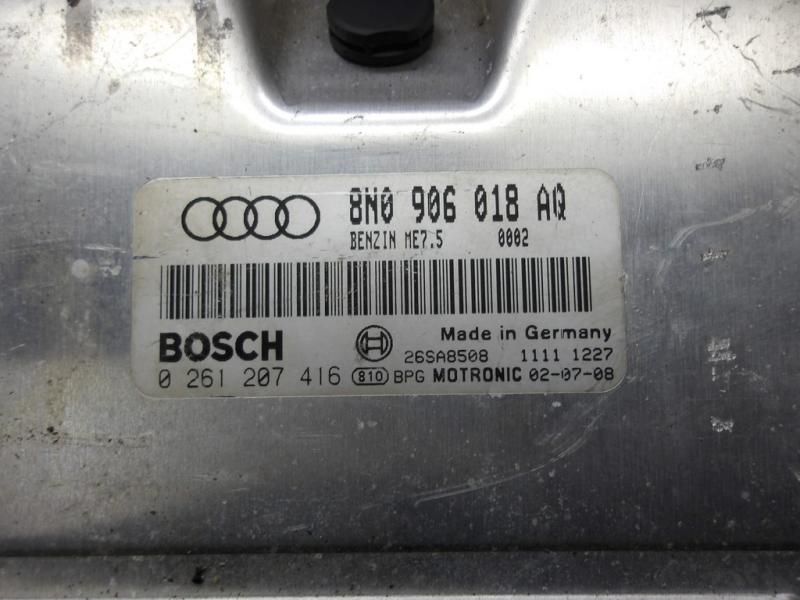 8N0 906 018 AQ
BENZIN ME7.5 0002
BOSCH Made in Germany
26SA8508 1111 1227
0 261 207 416 810 BPG MOTRONIC 02-07-08